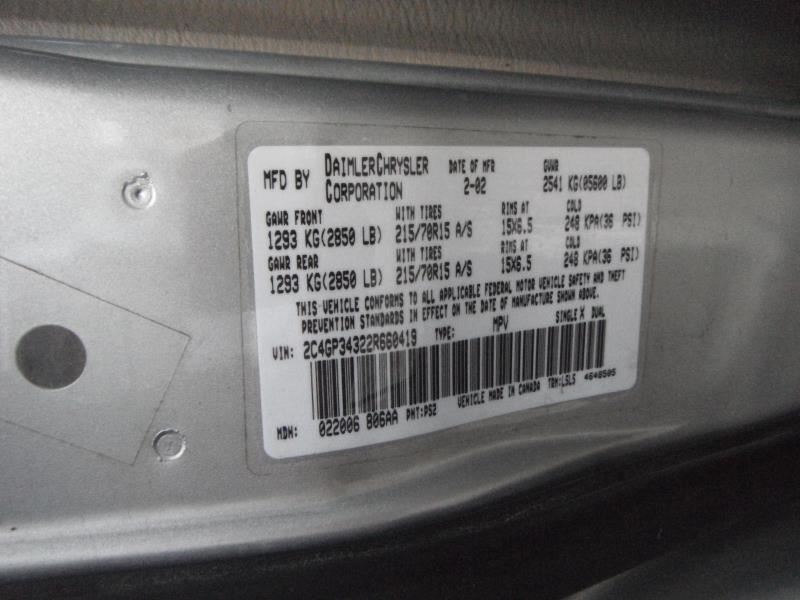 MFD BY DAIMLERCHRYSLER CORPORATION DATE OF MFR 2-02 GVWR 2541 KG(05600 LB)
GAWR FRONT WITH TIRES RIMS AT COLD
1293 KG(2850 LB) 215/70R15 A/S 15X6.5 248 KPA(36 PSI)
GAWR REAR WITH TIRES RIMS AT COLD
1293 KG(2850 LB) 215/70R15 A/S 15X6.5 248 KPA(36 PSI)
THIS VEHICLE CONFORMS TO ALL APPLICABLE FEDERAL MOTOR VEHICLE SAFETY AND THEFT
PREVENTION STANDARDS IN EFFECT ON THE DATE OF MANUFACTURE SHOWN ABOVE.
VIN: 2C4GP34322R660419 TYPE: MPV SINGLE X DUAL
MDH: 022006 806AA PNT:PS2 VEHICLE MADE IN CANADA TRM:LSL5 4648505